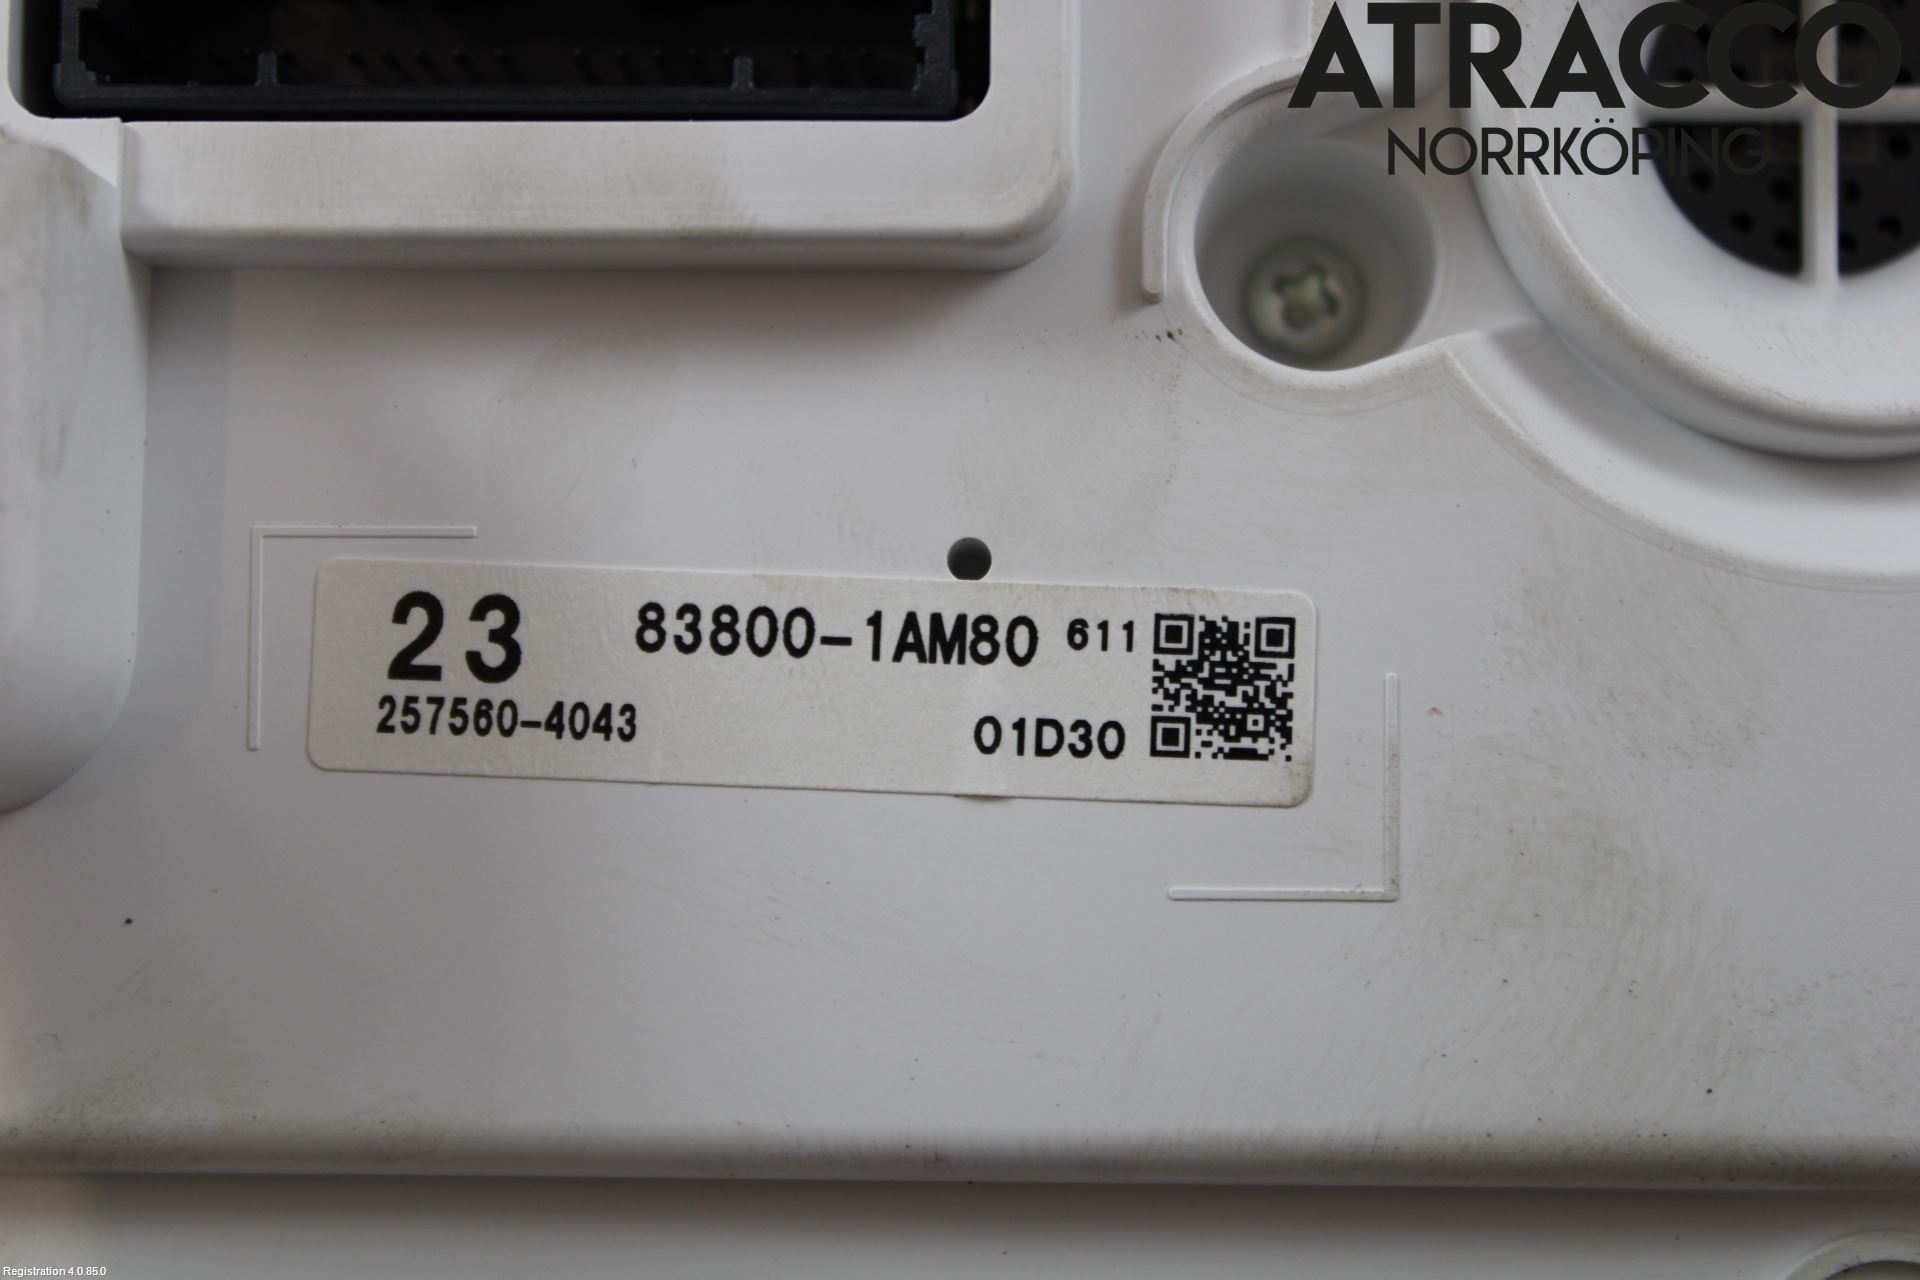 ATRACCO
NORRKÖPING
23 83800-1AM80 611
257560-4043 01D30
Registration 4.0.85.0